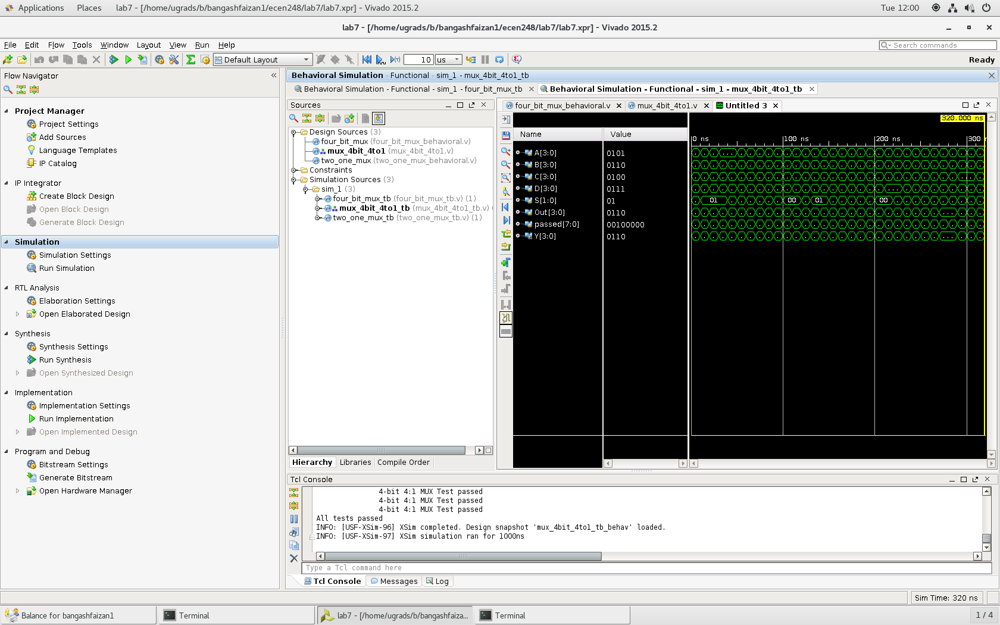 Applications Places lab7 - [/home/ugrads/b/bangashfaizan1/ecen248/lab7/lab7.xpr] - Vivado 2015.2 Tue 12:00
lab7 - [/home/ugrads/b/bangashfaizan1/ecen248/lab7/lab7.xpr] - Vivado 2015.2
File Edit Flow Tools Window Layout View Run Help Search commands
Default Layout 10 us Ready
Flow Navigator
Project Manager
Project Settings
Add Sources
Language Templates
IP Catalog
IP Integrator
Create Block Design
Open Block Design
Generate Block Design
Simulation
Simulation Settings
Run Simulation
RTL Analysis
Elaboration Settings
Open Elaborated Design
Synthesis
Synthesis Settings
Run Synthesis
Open Synthesized Design
Implementation
Implementation Settings
Run Implementation
Open Implemented Design
Program and Debug
Bitstream Settings
Generate Bitstream
Open Hardware Manager
Behavioral Simulation - Functional - sim_1 - mux_4bit_4to1_tb
Behavioral Simulation - Functional - sim_1 - four_bit_mux_tb
Behavioral Simulation - Functional - sim_1 - mux_4bit_4to1_tb
Sources
Design Sources (3)
four_bit_mux (four_bit_mux_behavioral.v)
mux_4bit_4to1 (mux_4bit_4to1.v)
two_one_mux (two_one_mux_behavioral.v)
Constraints
Simulation Sources (3)
sim_1 (3)
four_bit_mux_tb (four_bit_mux_tb.v) (1)
mux_4bit_4to1_tb (mux_4bit_4to1_tb.v) (
two_one_mux_tb (two_one_mux_tb.v) (1)
Hierarchy Libraries Compile Order
four_bit_mux_behavioral.v mux_4bit_4to1.v Untitled 3
320.000 ns
Name Value 0 ns 100 ns 200 ns 300 n
A[3:0] 0101 ...
B[3:0] 0110
C[3:0] 0100 ...
D[3:0] 0111 ...
S[1:0] 01 01 00 01 00
Out[3:0] 0110 ...
passed[7:0] 00100000
Y[3:0] 0110 ...
Tcl Console
4-bit 4:1 MUX Test passed
4-bit 4:1 MUX Test passed
4-bit 4:1 MUX Test passed
All tests passed
INFO: [USF-XSim-96] XSim completed. Design snapshot 'mux_4bit_4to1_tb_behav' loaded.
INFO: [USF-XSim-97] XSim simulation ran for 1000ns
Type a Tcl command here
Tcl Console Messages Log
Sim Time: 320 ns
Balance for bangashfaizan1 Terminal lab7 - [/home/ugrads/b/bangashfaiza... Terminal 1 / 4